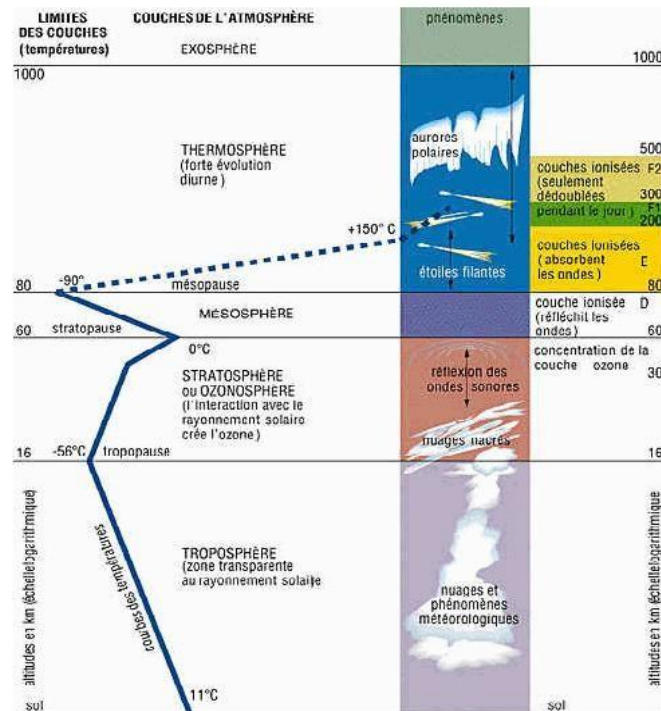 LIMITES
DES COUCHES
(températures)
COUCHES DE L'ATMOSPHÈRE
phénomènes
EXOSPHÈRE
1000
1000
THERMOSPHÈRE
(forte évolution
diurne)
aurores
polaires
500
couches ionisées F2
(seulement
dédoublées 300
pendant le jour) F1
200
+150° C
couches ionisées
(absorbent E
les ondes)
étoiles filantes
-90°
mésopause
80
80
MÉSOSPHÈRE
couche ionisée D
(réfléchit les
ondes)
stratopause
60
60
0°C
concentration de la
couche ozone
30
STRATOSPHÈRE
ou OZONOSPHÈRE
(l'interaction avec le
rayonnement solaire
crée l'ozone)
réflexion des
ondes sonores
nuages nacrés
-56°C
tropopause
16
16
courbe des températures
TROPOSPHÈRE
(zone transparente
au rayonnement solaire)
nuages et
phénomènes
météorologiques
altitudes en km (échelle logarithmique)
altitudes en km (échelle logarithmique)
11°C
sol
sol